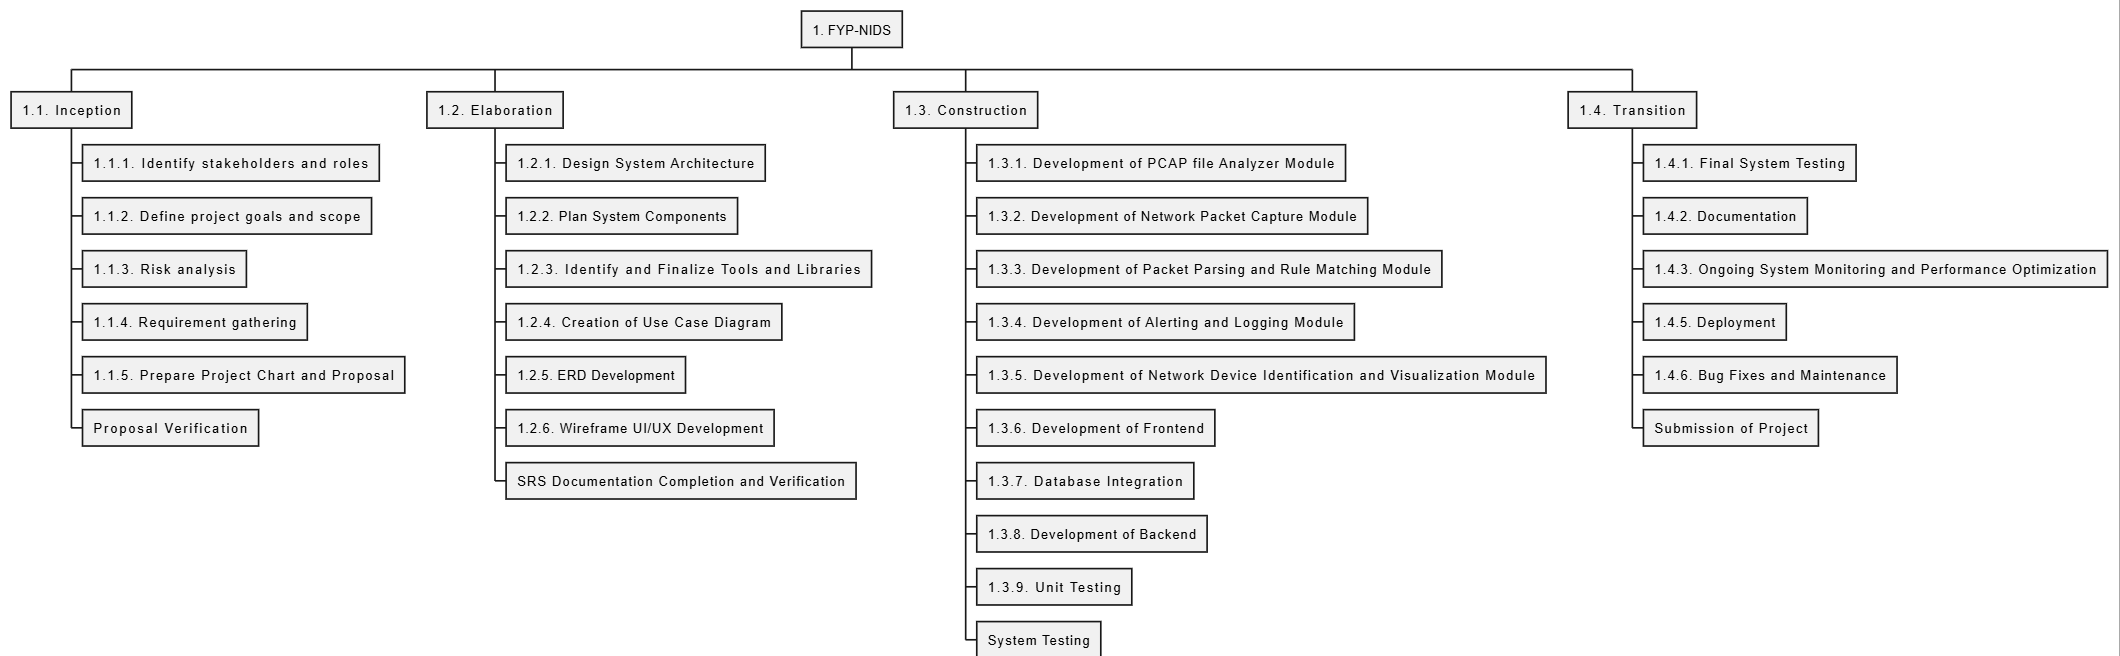 1. FYP-NIDS
1.1. Inception
1.1.1. Identify stakeholders and roles
1.1.2. Define project goals and scope
1.1.3. Risk analysis
1.1.4. Requirement gathering
1.1.5. Prepare Project Chart and Proposal
Proposal Verification
1.2. Elaboration
1.2.1. Design System Architecture
1.2.2. Plan System Components
1.2.3. Identify and Finalize Tools and Libraries
1.2.4. Creation of Use Case Diagram
1.2.5. ERD Development
1.2.6. Wireframe UI/UX Development
SRS Documentation Completion and Verification
1.3. Construction
1.3.1. Development of PCAP file Analyzer Module
1.3.2. Development of Network Packet Capture Module
1.3.3. Development of Packet Parsing and Rule Matching Module
1.3.4. Development of Alerting and Logging Module
1.3.5. Development of Network Device Identification and Visualization Module
1.3.6. Development of Frontend
1.3.7. Database Integration
1.3.8. Development of Backend
1.3.9. Unit Testing
System Testing
1.4. Transition
1.4.1. Final System Testing
1.4.2. Documentation
1.4.3. Ongoing System Monitoring and Performance Optimization
1.4.5. Deployment
1.4.6. Bug Fixes and Maintenance
Submission of Project